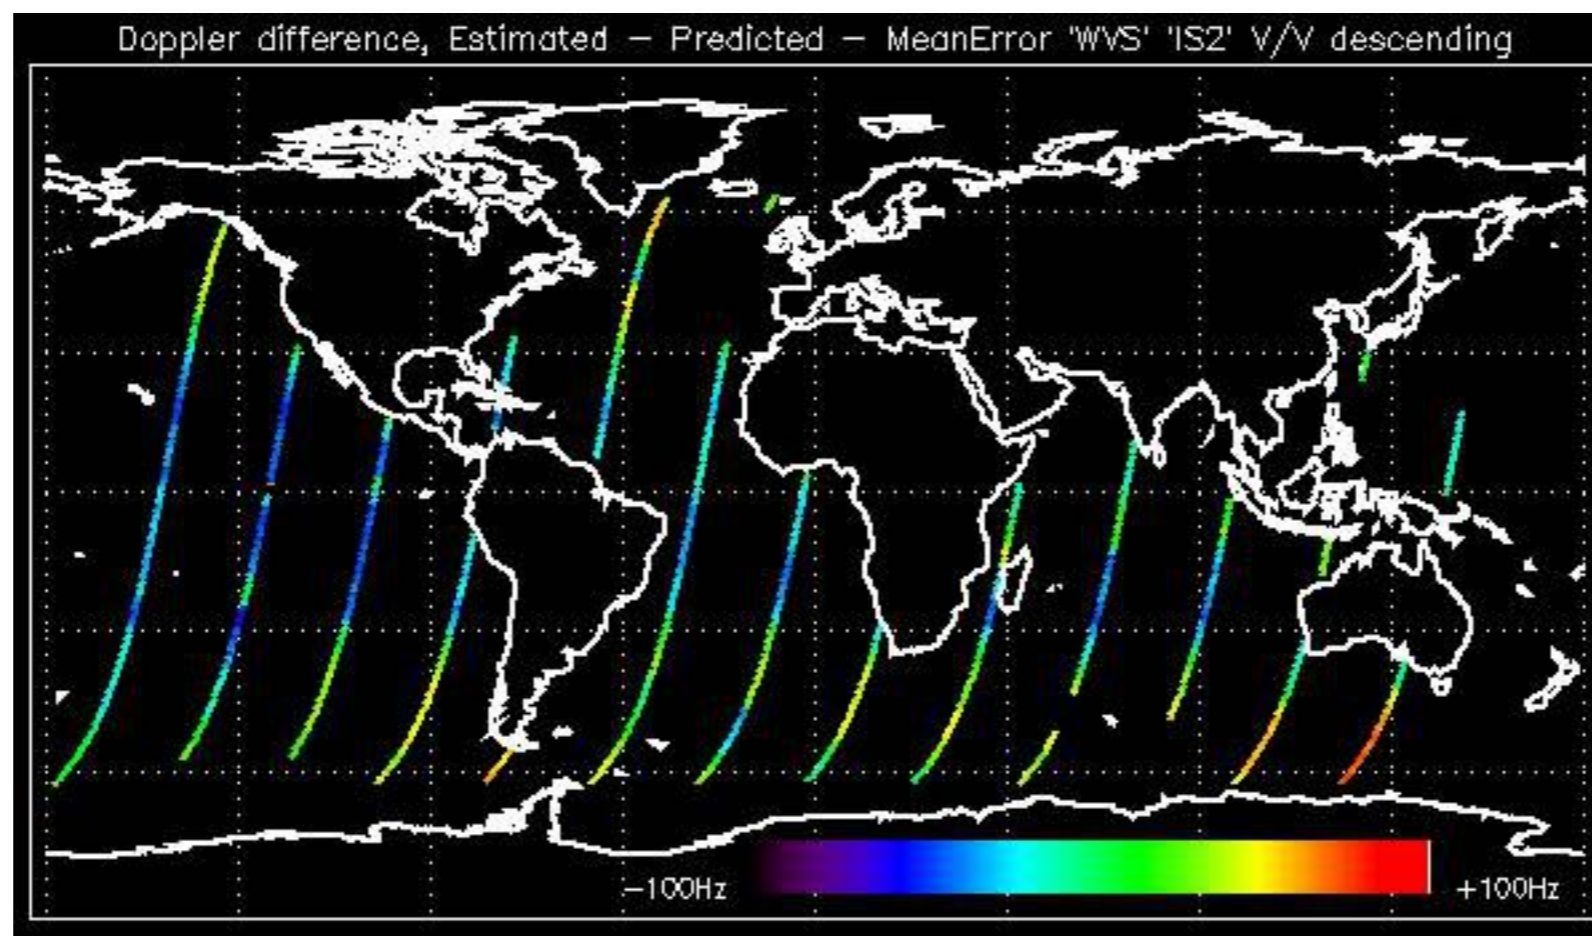 Doppler difference, Estimated – Predicted – MeanError 'WVS' 'IS2' V/V descending
−100Hz +100Hz